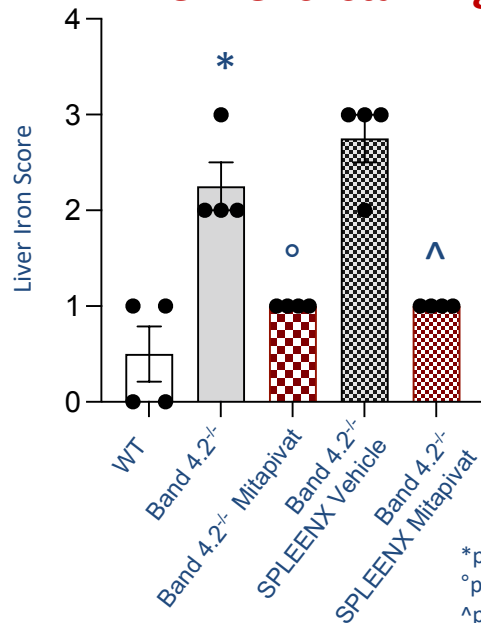 4
3
2
1
0
Liver Iron Score
*
°
^
WT
Band 4.2-/-
Band 4.2-/- Mitapivat
Band 4.2-/-
SPLEENX Vehicle
Band 4.2-/-
SPLEENX Mitapivat
*p
°p
^p